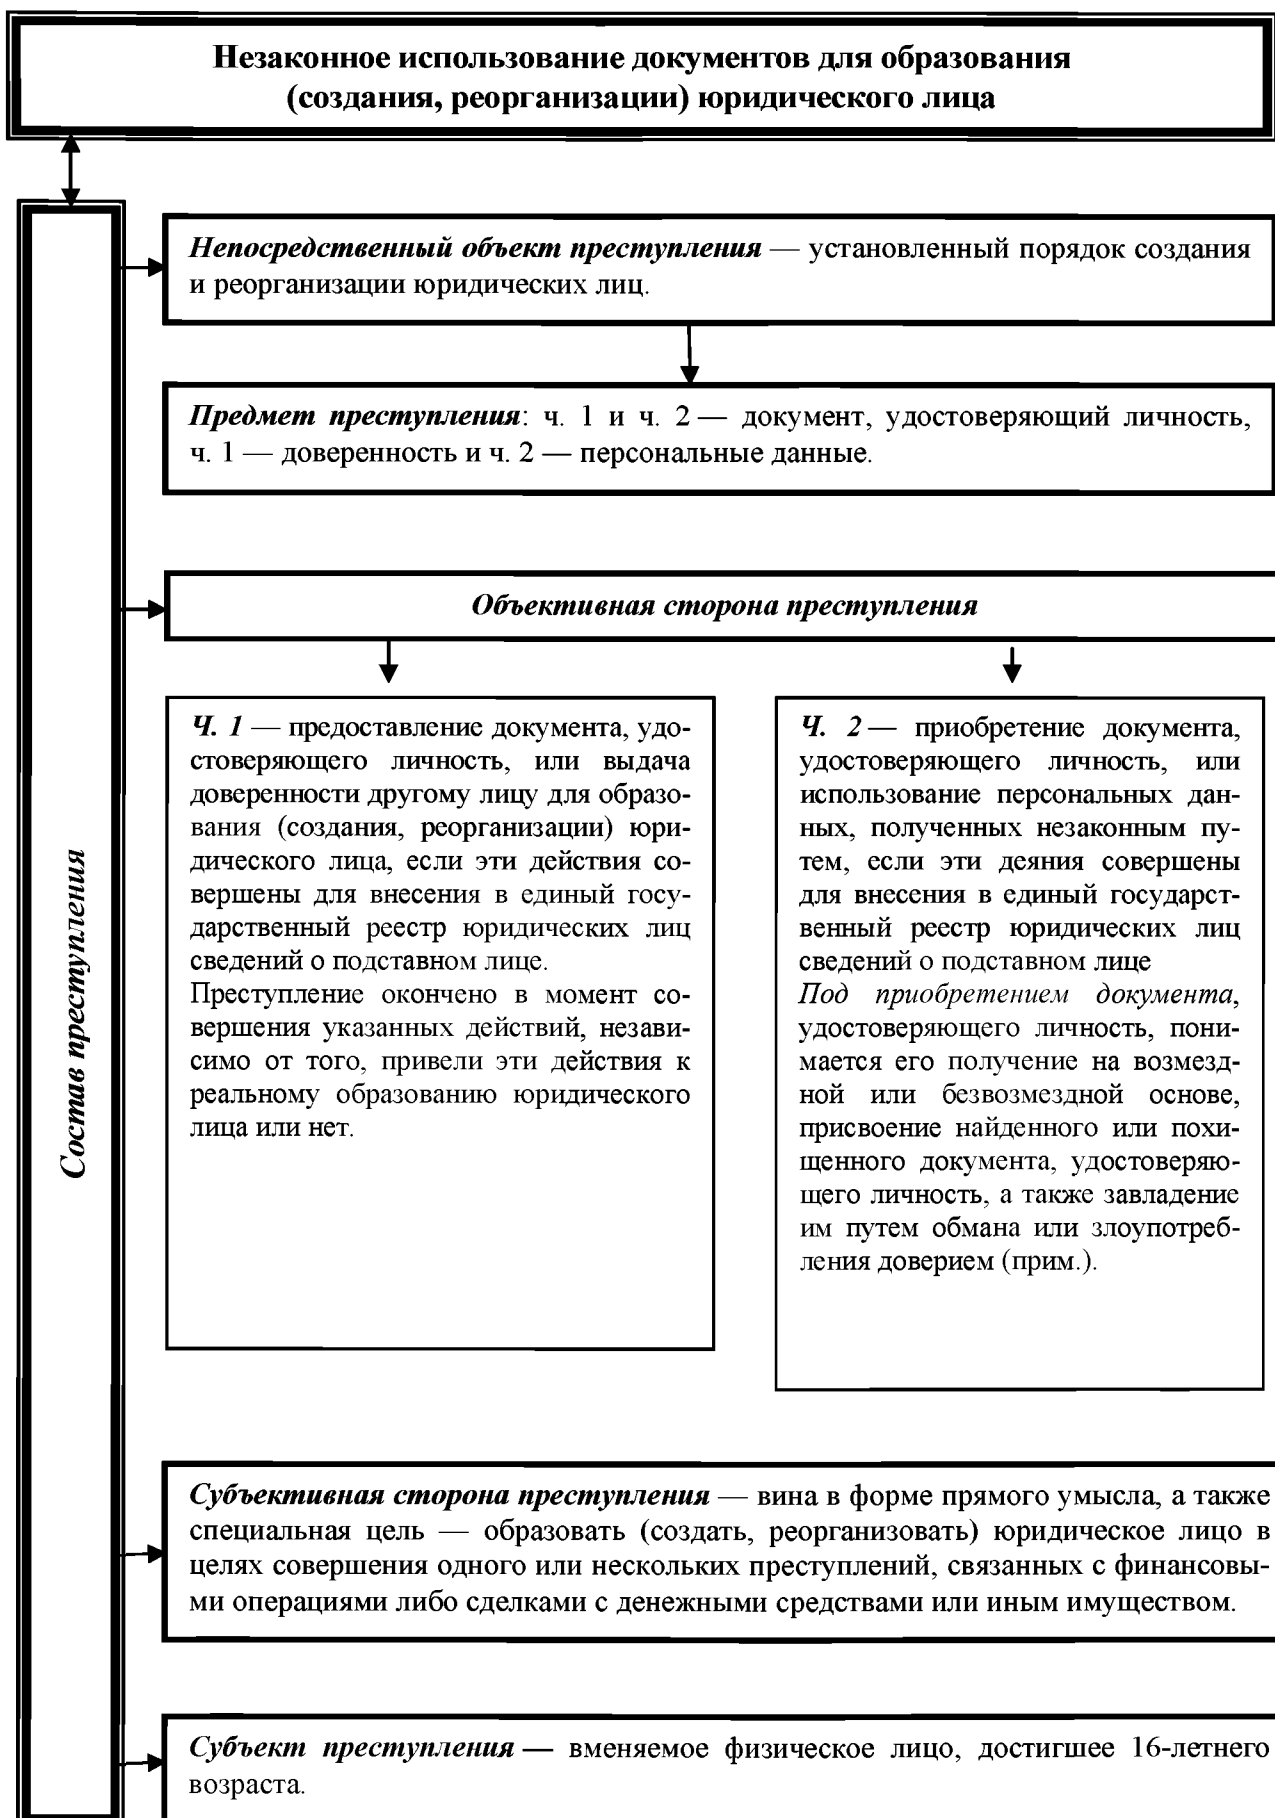 Незаконное использование документов для образования
(создания, реорганизации) юридического лица
Состав преступления
Непосредственный объект преступления — установленный порядок создания
и реорганизации юридических лиц.
Предмет преступления: ч. 1 и ч. 2 — документ, удостоверяющий личность,
ч. 1 — доверенность и ч. 2 — персональные данные.
Объективная сторона преступления
Ч. 1 — предоставление документа, удо-
стоверяющего личность, или выдача
доверенности другому лицу для образо-
вания (создания, реорганизации) юри-
дического лица, если эти действия со-
вершены для внесения в единый госу-
дарственный реестр юридических лиц
сведений о подставном лице.
Преступление окончено в момент со-
вершения указанных действий, незави-
симо от того, привели эти действия к
реальному образованию юридического
лица или нет.
Ч. 2 — приобретение документа,
удостоверяющего личность, или
использование персональных дан-
ных, полученных незаконным пу-
тем, если эти деяния совершены
для внесения в единый государст-
венный реестр юридических лиц
сведений о подставном лице
Под приобретением документа,
удостоверяющего личность, пони-
мается его получение на возмезд-
ной или безвозмездной основе,
присвоение найденного или похи-
щенного документа, удостоверяю-
щего личность, а также завладение
им путем обмана или злоупотреб-
ления доверием (прим.).
Субъективная сторона преступления — вина в форме прямого умысла, а также
специальная цель — образовать (создать, реорганизовать) юридическое лицо в
целях совершения одного или нескольких преступлений, связанных с финансовы-
ми операциями либо сделками с денежными средствами или иным имуществом.
Субъект преступления — вменяемое физическое лицо, достигшее 16-летнего
возраста.